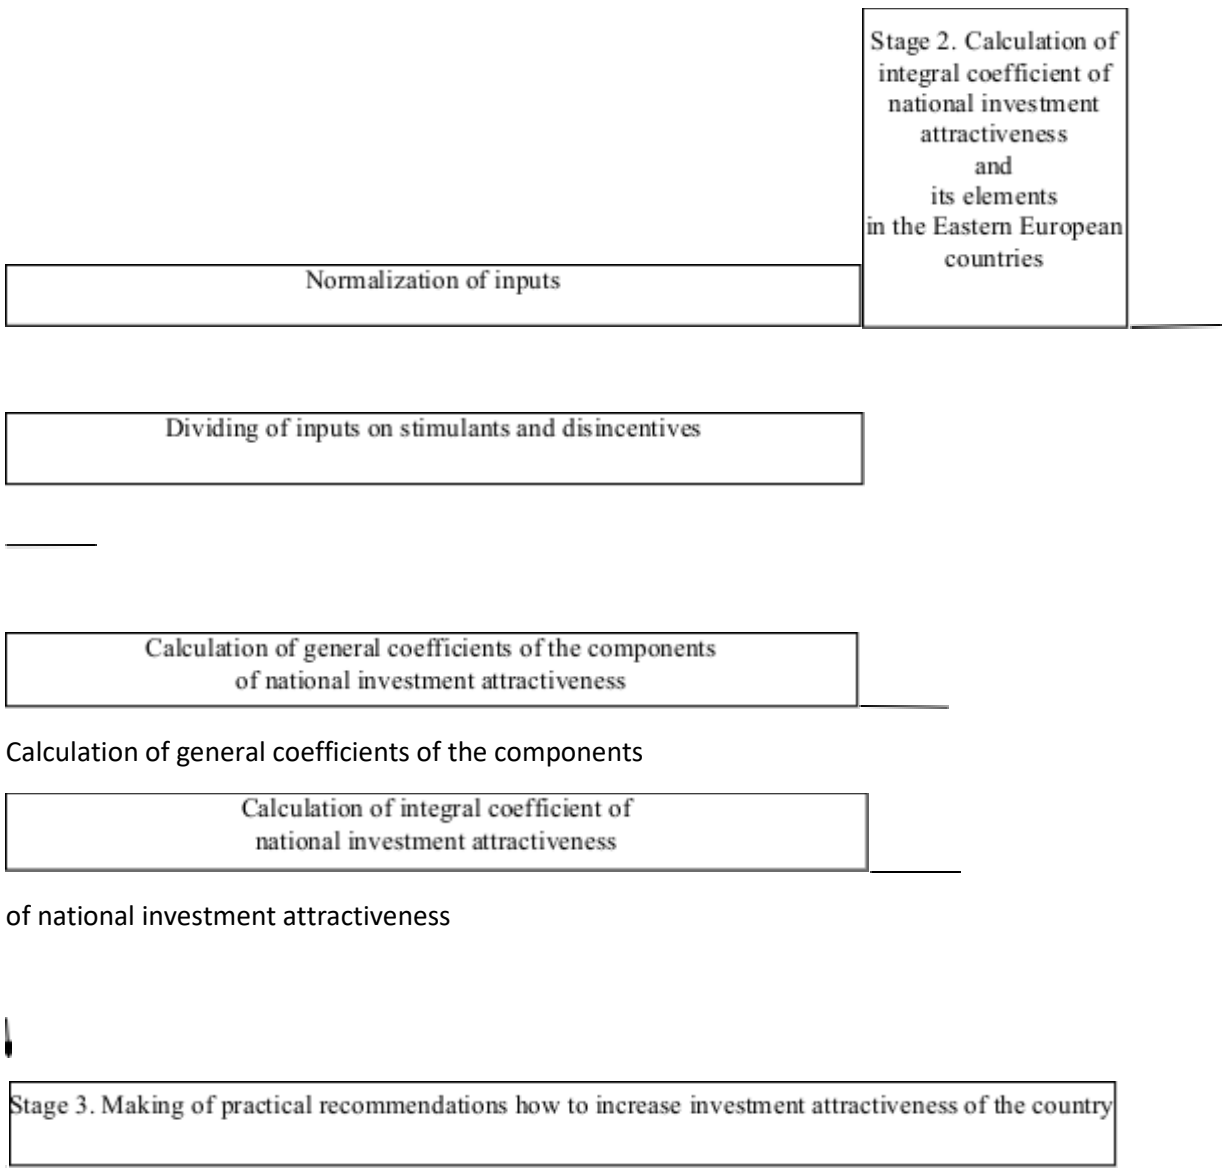 Stage 2. Calculation of
integral coefficient of
national investment
attractiveness
and
its elements
in the Eastern European
countries
Normalization of inputs
Dividing of inputs on stimulants and disincentives
Calculation of general coefficients of the components
of national investment attractiveness
Calculation of general coefficients of the components
Calculation of integral coefficient of
national investment attractiveness
of national investment attractiveness
Stage 3. Making of practical recommendations how to increase investment attractiveness of the country